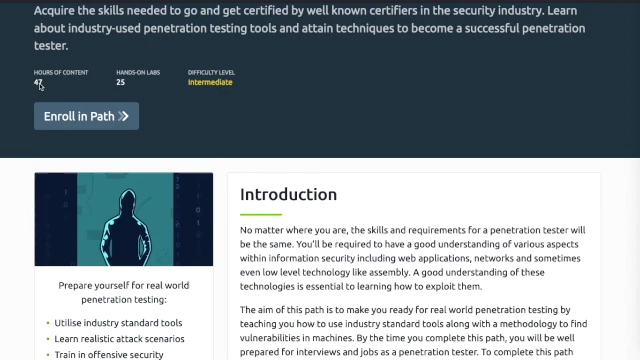 Acquire the skills needed to go and get certified by well known certifiers in the security industry. Learn
about industry-used penetration testing tools and attain techniques to become a successful penetration
tester.
HOURS OF CONTENT
47
HANDS-ON LABS
25
DIFFICULTY LEVEL
Intermediate
Enroll in Path
Prepare yourself for real world
penetration testing:
• Utilise industry standard tools
• Learn realistic attack scenarios
• Train in offensive security
Introduction
No matter where you are, the skills and requirements for a penetration tester will
be the same. You'll be required to have a good understanding of various aspects
within information security including web applications, networks and sometimes
even low level technology like assembly. A good understanding of these
technologies is essential to learning how to exploit them.
The aim of this path is to make you ready for real world penetration testing by
teaching you how to use industry standard tools along with a methodology to find
vulnerabilities in machines. By the time you complete this path, you will be well
prepared for interviews and jobs as a penetration tester. To complete this path